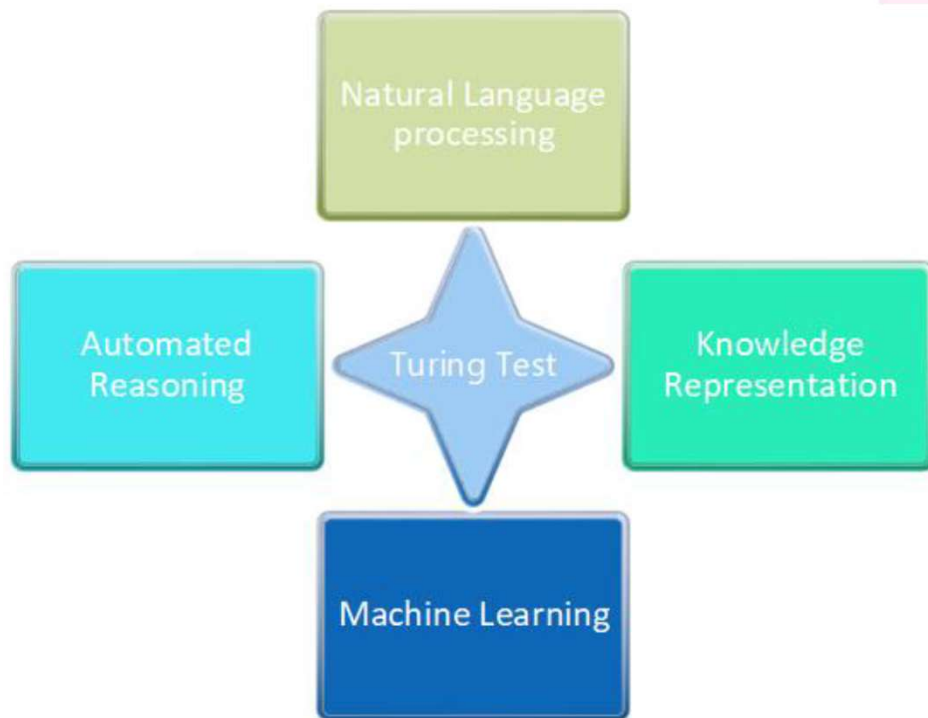 Natural Language
processing
Automated
Reasoning
Turing Test
Knowledge
Representation
Machine Learning